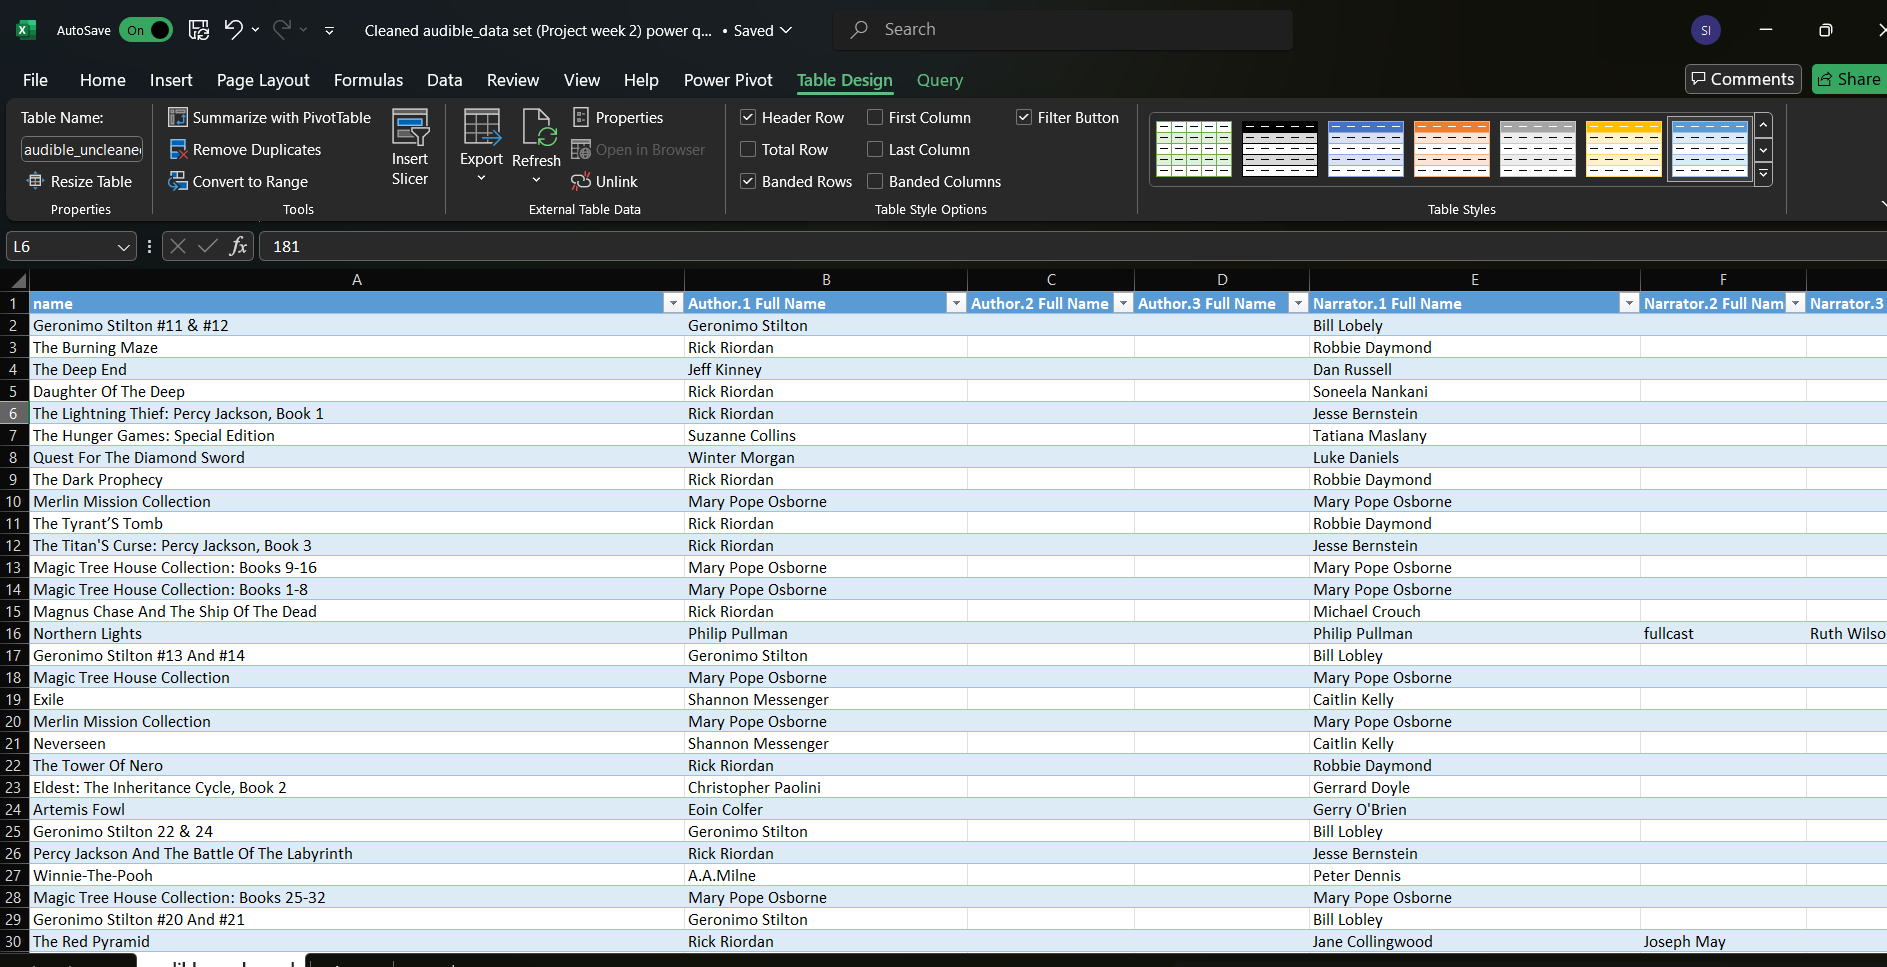 AutoSave On Cleaned audible_data set (Project week 2) power q... • Saved Search SI
File Home Insert Page Layout Formulas Data Review View Help Power Pivot Table Design Query Comments Share
Table Name: Summarize with PivotTable Properties Header Row First Column Filter Button
audible_uncleane Remove Duplicates Insert Slicer Export Refresh Open in Browser Total Row Last Column
Resize Table Convert to Range Unlink Banded Rows Banded Columns
Properties Tools External Table Data Table Style Options Table Styles
L6 fx 181
A B C D E F
1 name Author.1 Full Name Author.2 Full Name Author.3 Full Name Narrator.1 Full Name Narrator.2 Full Nam Narrator.3
2 Geronimo Stilton #11 & #12 Geronimo Stilton Bill Lobely
3 The Burning Maze Rick Riordan Robbie Daymond
4 The Deep End Jeff Kinney Dan Russell
5 Daughter Of The Deep Rick Riordan Soneela Nankani
6 The Lightning Thief: Percy Jackson, Book 1 Rick Riordan Jesse Bernstein
7 The Hunger Games: Special Edition Suzanne Collins Tatiana Maslany
8 Quest For The Diamond Sword Winter Morgan Luke Daniels
9 The Dark Prophecy Rick Riordan Robbie Daymond
10 Merlin Mission Collection Mary Pope Osborne Mary Pope Osborne
11 The Tyrant’S Tomb Rick Riordan Robbie Daymond
12 The Titan'S Curse: Percy Jackson, Book 3 Rick Riordan Jesse Bernstein
13 Magic Tree House Collection: Books 9-16 Mary Pope Osborne Mary Pope Osborne
14 Magic Tree House Collection: Books 1-8 Mary Pope Osborne Mary Pope Osborne
15 Magnus Chase And The Ship Of The Dead Rick Riordan Michael Crouch
16 Northern Lights Philip Pullman Philip Pullman fullcast Ruth Wilso
17 Geronimo Stilton #13 And #14 Geronimo Stilton Bill Lobley
18 Magic Tree House Collection Mary Pope Osborne Mary Pope Osborne
19 Exile Shannon Messenger Caitlin Kelly
20 Merlin Mission Collection Mary Pope Osborne Mary Pope Osborne
21 Neverseen Shannon Messenger Caitlin Kelly
22 The Tower Of Nero Rick Riordan Robbie Daymond
23 Eldest: The Inheritance Cycle, Book 2 Christopher Paolini Gerrard Doyle
24 Artemis Fowl Eoin Colfer Gerry O'Brien
25 Geronimo Stilton 22 & 24 Geronimo Stilton Bill Lobley
26 Percy Jackson And The Battle Of The Labyrinth Rick Riordan Jesse Bernstein
27 Winnie-The-Pooh A.A.Milne Peter Dennis
28 Magic Tree House Collection: Books 25-32 Mary Pope Osborne Mary Pope Osborne
29 Geronimo Stilton #20 And #21 Geronimo Stilton Bill Lobley
30 The Red Pyramid Rick Riordan Jane Collingwood Joseph May